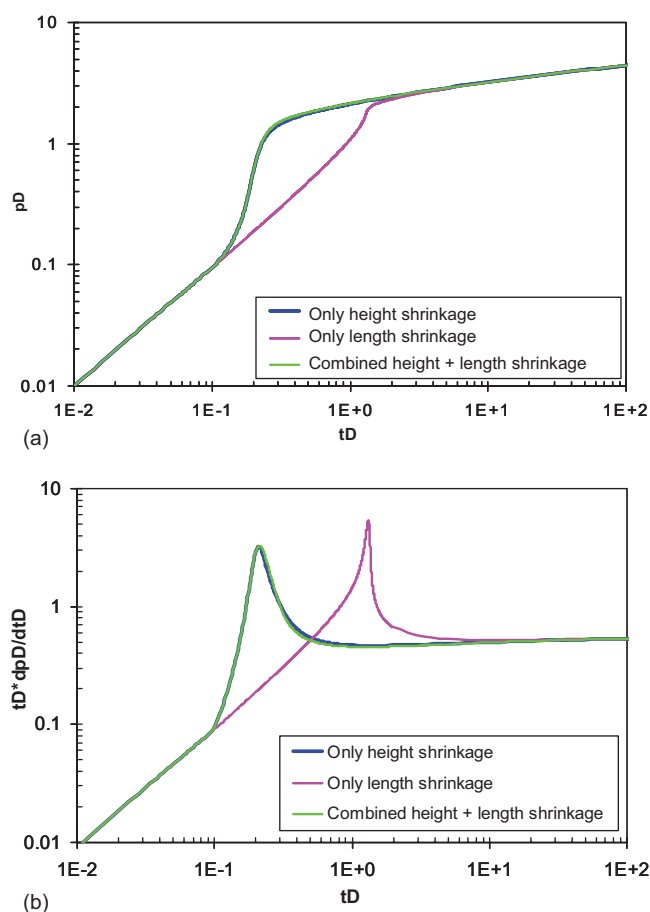 10
1
0.1
0.01
pD
Only height shrinkage
Only length shrinkage
Combined height + length shrinkage
1E-2 1E-1 1E+0 1E+1 1E+2
tD
(a)
10
1
0.1
0.01
tD*dpD/dtD
Only height shrinkage
Only length shrinkage
Combined height + length shrinkage
1E-2 1E-1 1E+0 1E+1 1E+2
tD
(b)